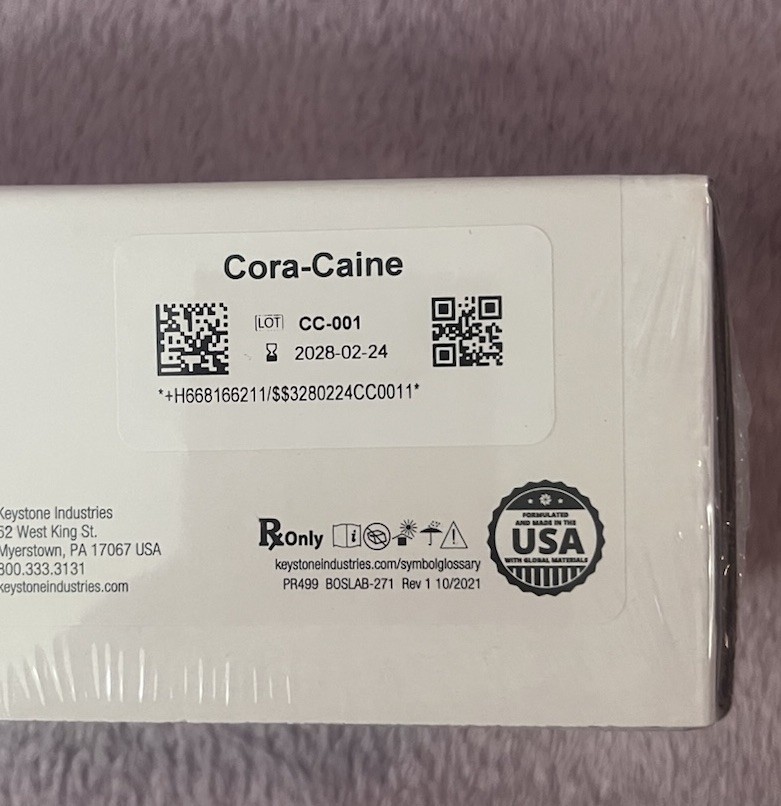 Cora-Caine
LOT CC-001
2028-02-24
*+H668166211/$$3280224CC0011*
Keystone Industries
52 West King St.
Myerstown, PA 17067 USA
800.333.3131
keystoneindustries.com
Rx Only
keystoneindustries.com/symbolglossary
PR499 BOSLAB-271 Rev 1 10/2021
FORMULATED
AND MADE IN THE
USA
WITH GLOBAL MATERIALS